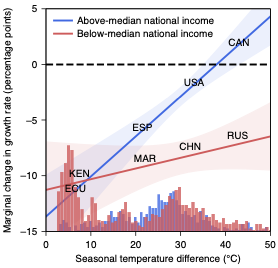 5
Above-median national income
Below-median national income
CAN
0
USA
Marginal change in growth rate (percentage points)
−5
ESP
RUS
CHN
MAR
−10
KEN
EGU
−15
0
10
20
30
40
50
Seasonal temperature difference (°C)